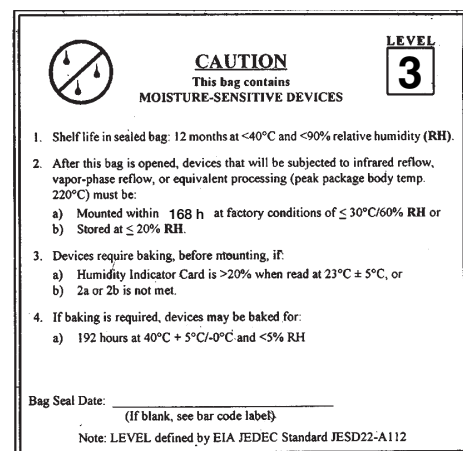 LEVEL
3
CAUTION
This bag contains
MOISTURE-SENSITIVE DEVICES
1. Shelf life in sealed bag: 12 months at <40°C and <90% relative humidity (RH).
2. After this bag is opened, devices that will be subjected to infrared reflow,
vapor-phase reflow, or equivalent processing (peak package body temp.
220°C) must be:
a) Mounted within 168 h at factory conditions of ≤ 30°C/60% RH or
b) Stored at ≤ 20% RH.
3. Devices require baking, before mounting, if:
a) Humidity Indicator Card is >20% when read at 23°C ± 5°C, or
b) 2a or 2b is not met.
4. If baking is required, devices may be baked for:
a) 192 hours at 40°C + 5°C/-0°C and <5% RH
Bag Seal Date:
(If blank, see bar code label)
Note: LEVEL defined by EIA JEDEC Standard JESD22-A112